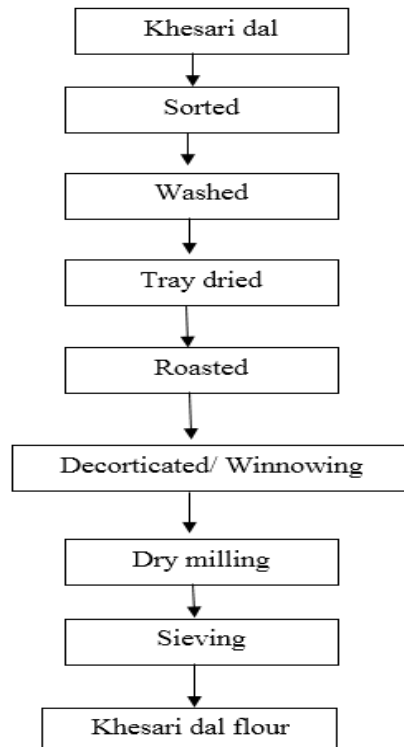 Khesari dal
Sorted
Washed
Tray dried
Roasted
Decorticated/ Winnowing
Dry milling
Sieving
Khesari dal flour